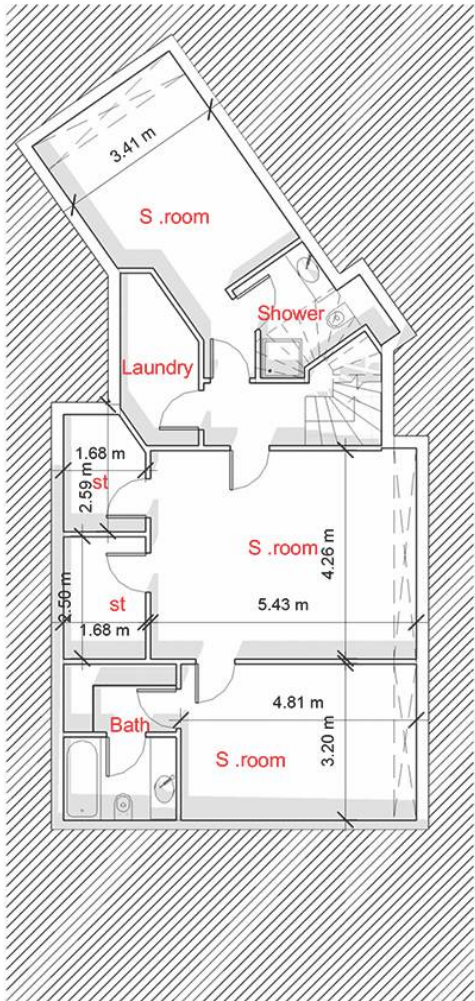 3.41 m
S .room
Shower
Laundry
1.68 m
2.59 m
st
S .room
4.26 m
2.50 m
st
5.43 m
1.68 m
4.81 m
Bath
3.20 m
S .room